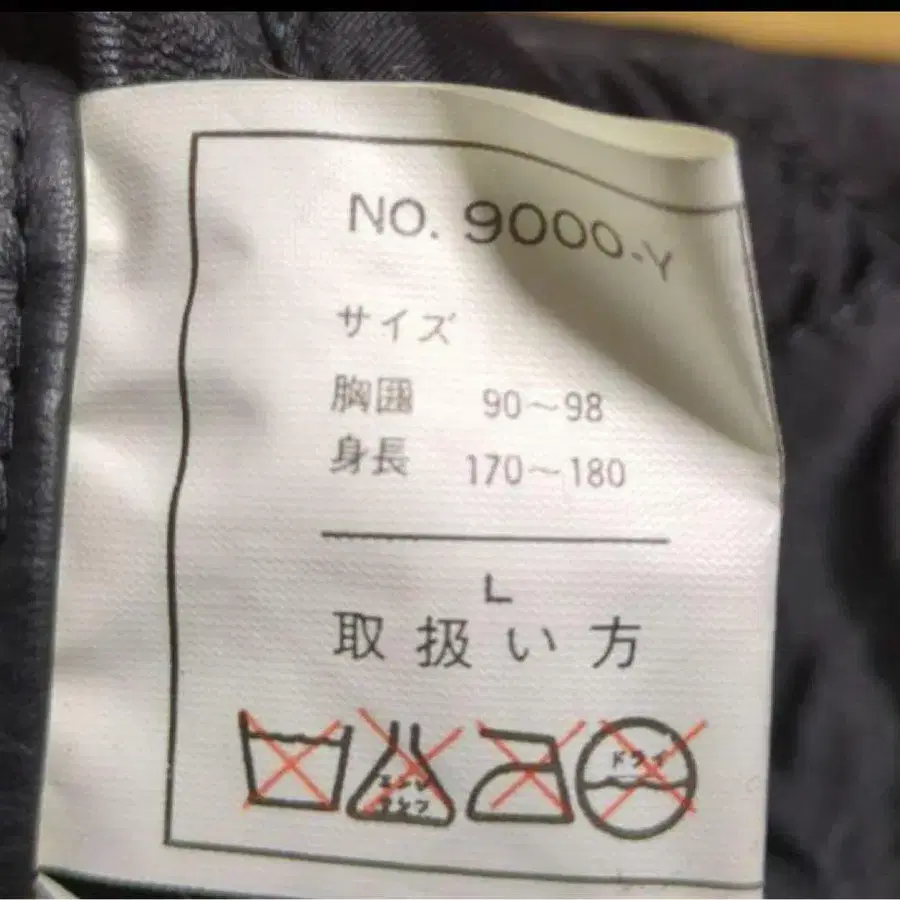 NO. 9000-Y
サイズ
胸囲 90～98
身長 170～180
L
取扱い方
エンソ
サラシ
ドライ